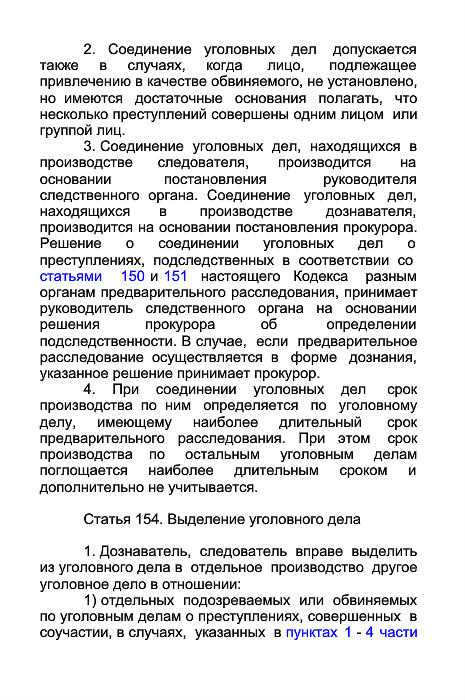 2. Соединение уголовных дел допускается
также в случаях, когда лицо, подлежащее
привлечению в качестве обвиняемого, не установлено,
но имеются достаточные основания полагать, что
несколько преступлений совершены одним лицом или
группой лиц.
3. Соединение уголовных дел, находящихся в
производстве следователя, производится на
основании постановления руководителя
следственного органа. Соединение уголовных дел,
находящихся в производстве дознавателя,
производится на основании постановления прокурора.
Решение о соединении уголовных дел о
преступлениях, подследственных в соответствии со
статьями 150 и 151 настоящего Кодекса разным
органам предварительного расследования, принимает
руководитель следственного органа на основании
решения прокурора об определении
подследственности. В случае, если предварительное
расследование осуществляется в форме дознания,
указанное решение принимает прокурор.
4. При соединении уголовных дел срок
производства по ним определяется по уголовному
делу, имеющему наиболее длительный срок
предварительного расследования. При этом срок
производства по остальным уголовным делам
поглощается наиболее длительным сроком и
дополнительно не учитывается.
Статья 154. Выделение уголовного дела
1. Дознаватель, следователь вправе выделить
из уголовного дела в отдельное производство другое
уголовное дело в отношении:
1) отдельных подозреваемых или обвиняемых
по уголовным делам о преступлениях, совершенных в
соучастии, в случаях, указанных в пунктах 1 - 4 части